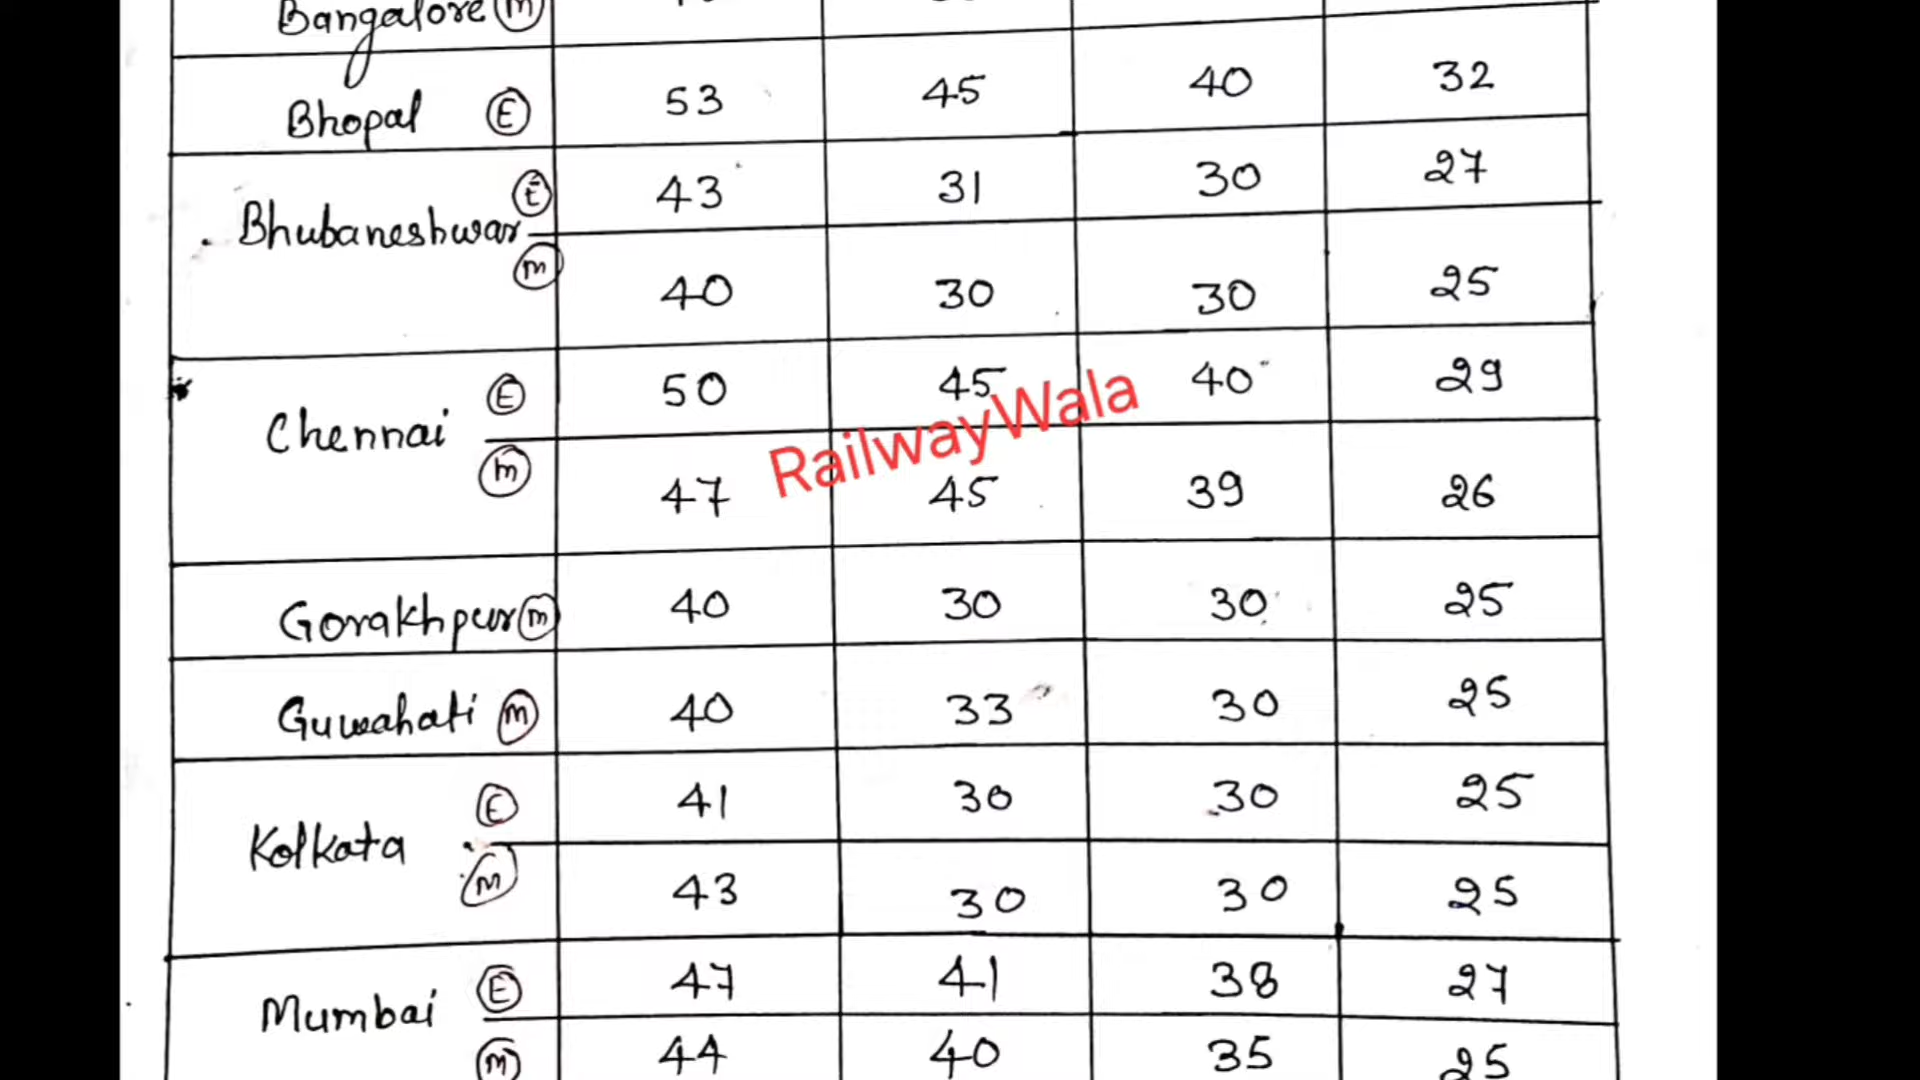 Bangalore (m)
Bhopal (E) 53 45 40 32
(E) 43 31 30 27
Bhubaneshwar
(m) 40 30 30 25
(E) 50 45 40 29
Chennai
RailwayWala
(m) 47 45 39 26
Gorakhpur (m) 40 30 30 25
Guwahati (m) 40 33 30 25
(E) 41 30 30 25
Kolkata
(m) 43 30 30 25
(E) 47 41 38 27
Mumbai
(m) 44 40 35 25